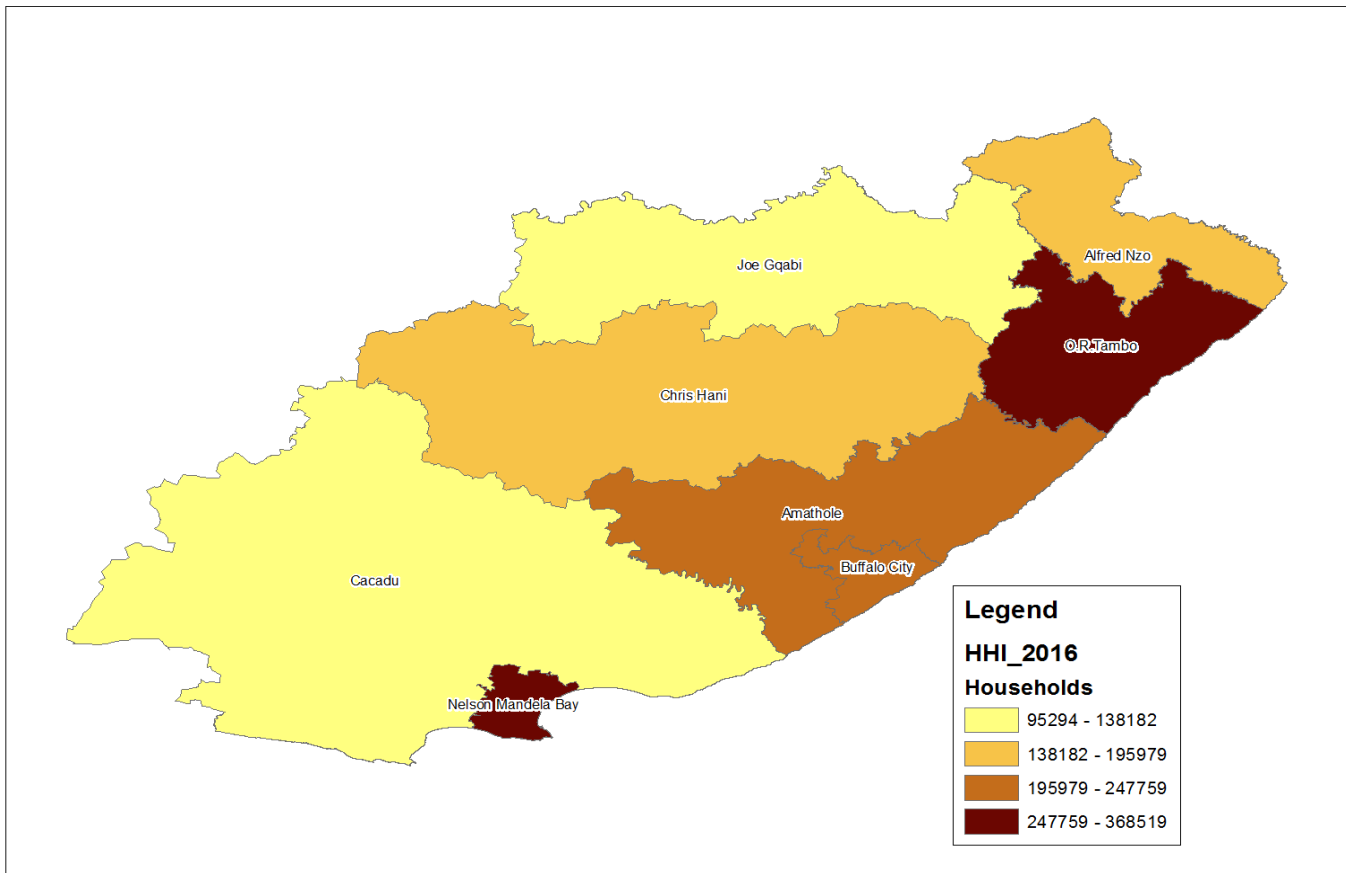 Alfred Nzo
Joe Gqabi
O.R.Tambo
Chris Hani
Amathole
Buffalo City
Cacadu
Nelson Mandela Bay
Legend
HHI_2016
Households
95294 - 138182
138182 - 195979
195979 - 247759
247759 - 368519